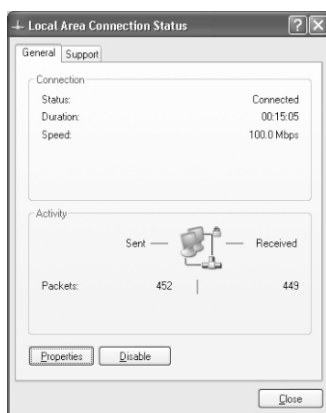 Local Area Connection Status
General Support
Connection
Status: Connected
Duration: 00:15:05
Speed: 100.0 Mbps
Activity
Sent — — Received
Packets: 452 | 449
Properties Disable
Close